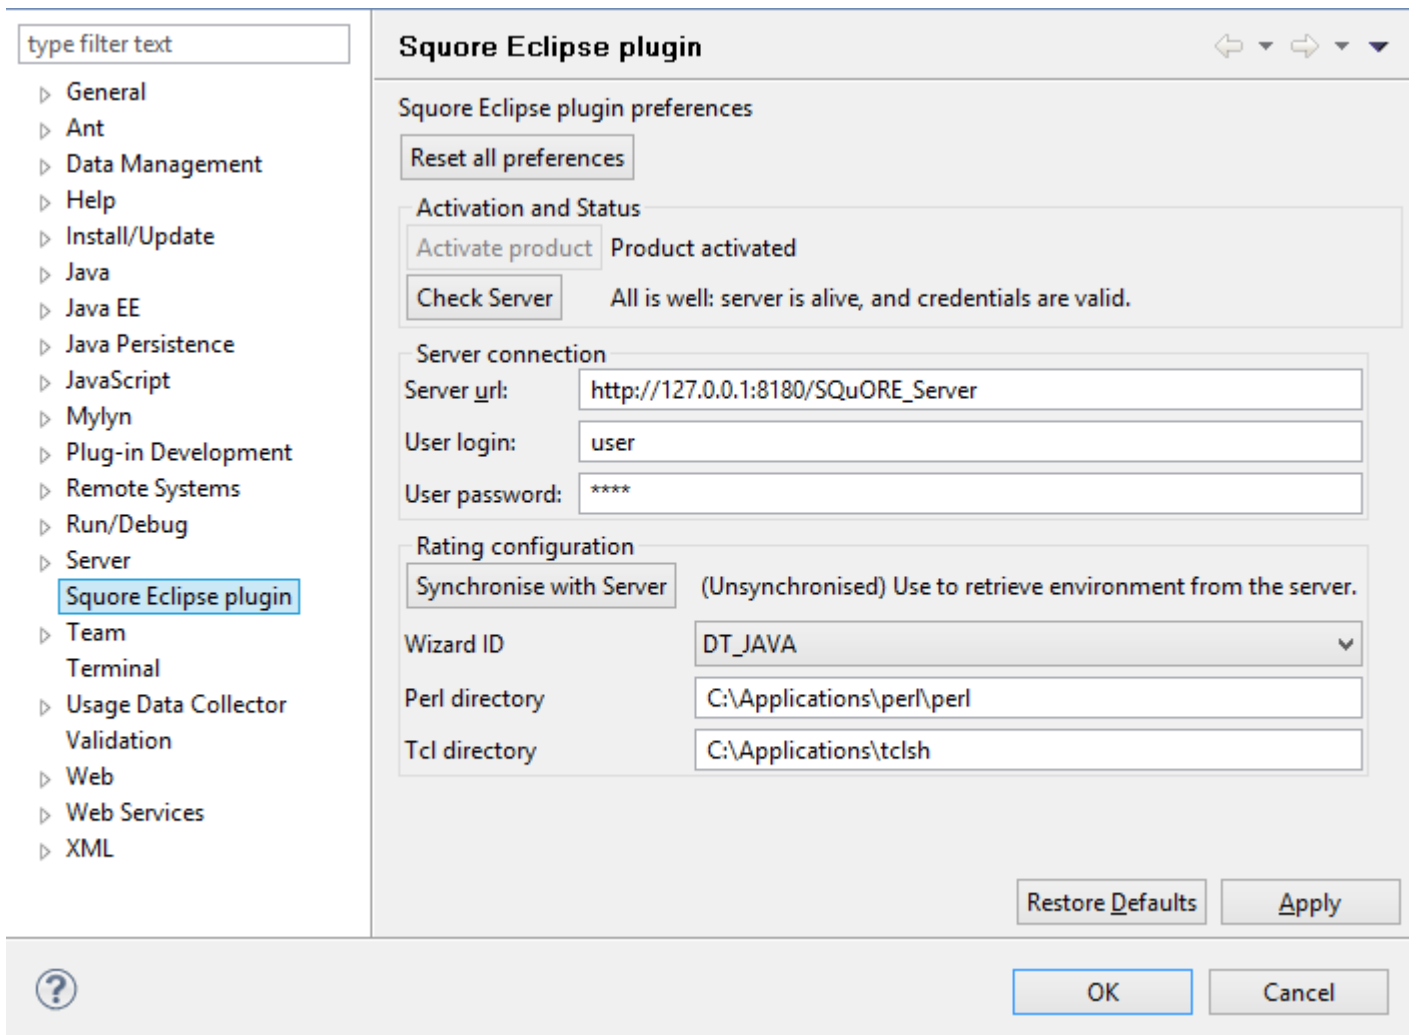 type filter text
General
Ant
Data Management
Help
Install/Update
Java
Java EE
Java Persistence
JavaScript
Mylyn
Plug-in Development
Remote Systems
Run/Debug
Server
Squore Eclipse plugin
Team
Terminal
Usage Data Collector
Validation
Web
Web Services
XML
Squore Eclipse plugin
Squore Eclipse plugin preferences
Reset all preferences
Activation and Status
Activate product Product activated
Check Server All is well: server is alive, and credentials are valid.
Server connection
Server url: http://127.0.0.1:8180/SQuORE_Server
User login: user
User password: ****
Rating configuration
Synchronise with Server (Unsynchronised) Use to retrieve environment from the server.
Wizard ID DT_JAVA
Perl directory C:\Applications\perl\perl
Tcl directory C:\Applications\tclsh
Restore Defaults Apply
? OK Cancel